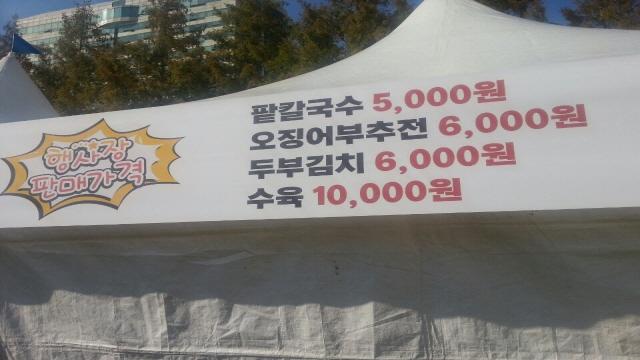 행사장
판매가격
팥칼국수 5,000원
오징어부추전 6,000원
두부김치 6,000원
수육 10,000원